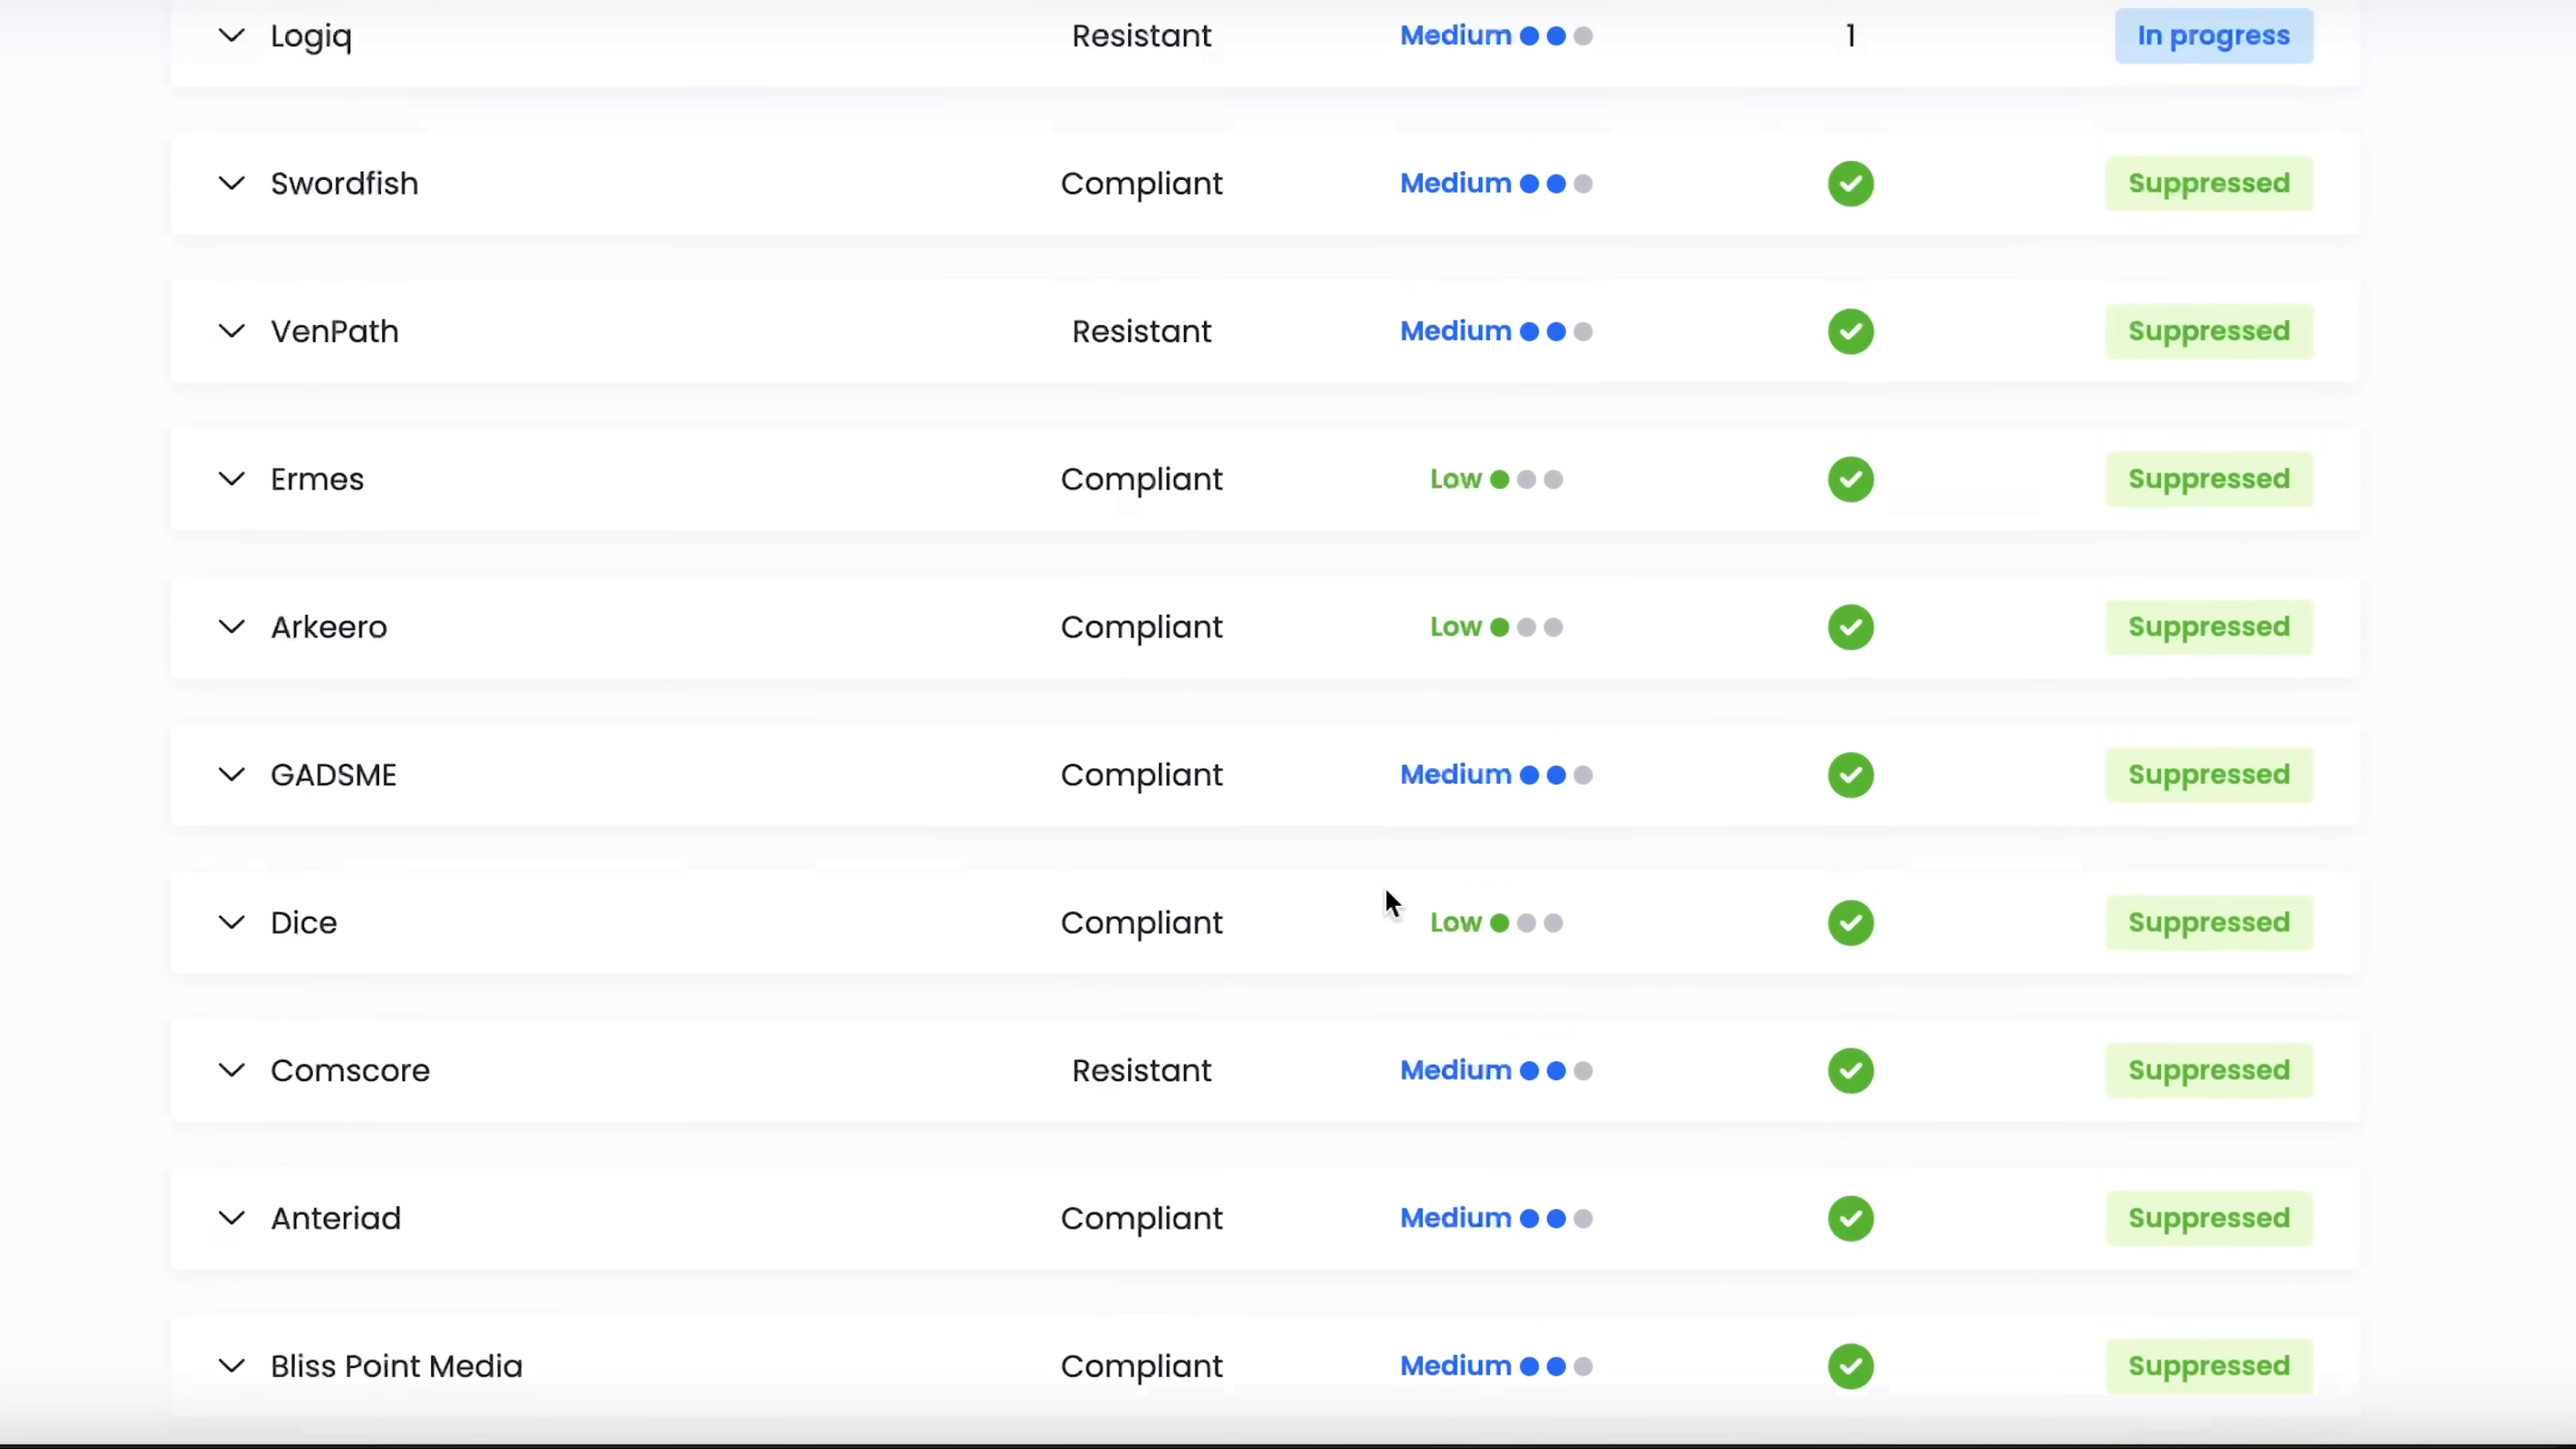 Logiq Resistant Medium 1 In progress
Swordfish Compliant Medium Suppressed
VenPath Resistant Medium Suppressed
Ermes Compliant Low Suppressed
Arkeero Compliant Low Suppressed
GADSME Compliant Medium Suppressed
Dice Compliant Low Suppressed
Comscore Resistant Medium Suppressed
Anteriad Compliant Medium Suppressed
Bliss Point Media Compliant Medium Suppressed